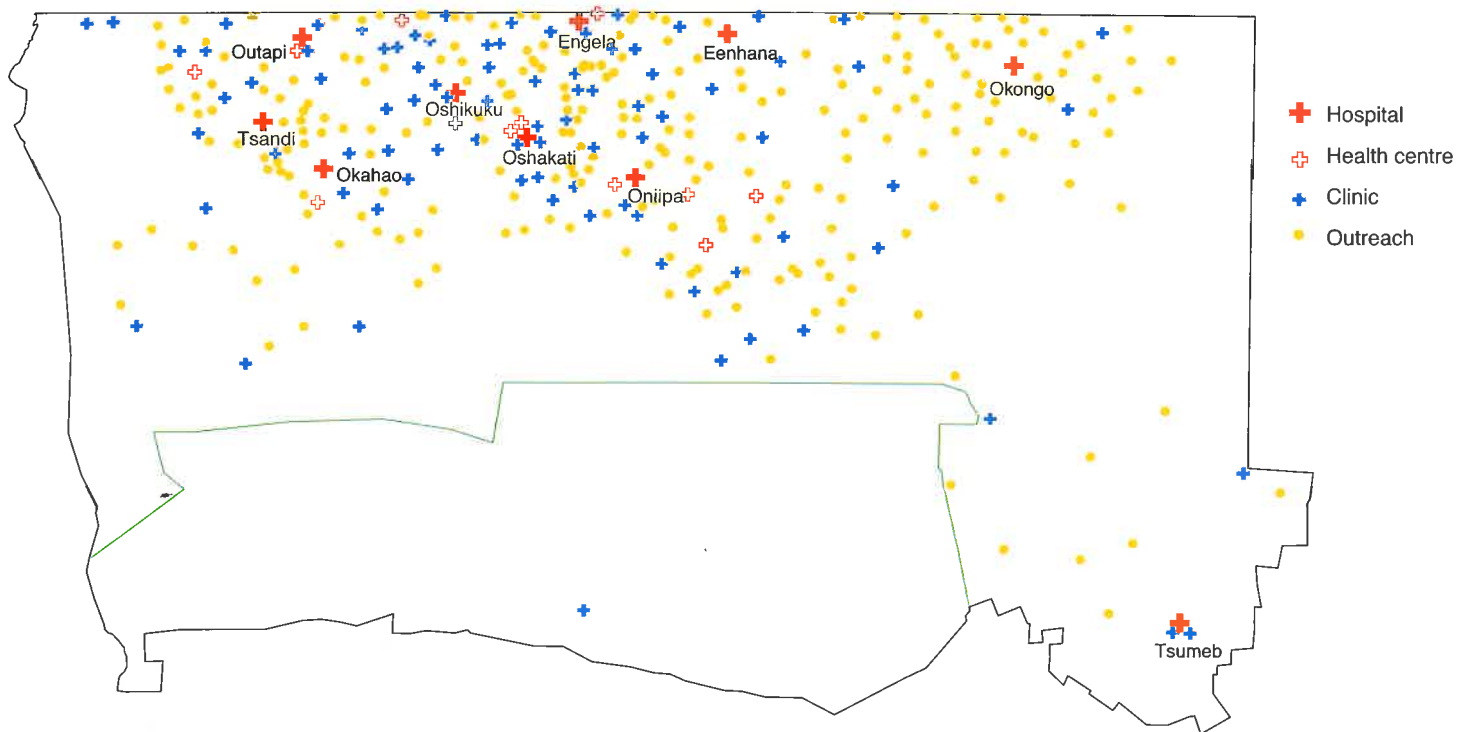 Outapi
Engela
Eenhana
Okongo
Oshikuku
Tsandi
Oshakati
Okahao
Oniipa
Tsumeb
Hospital
Health centre
Clinic
Outreach